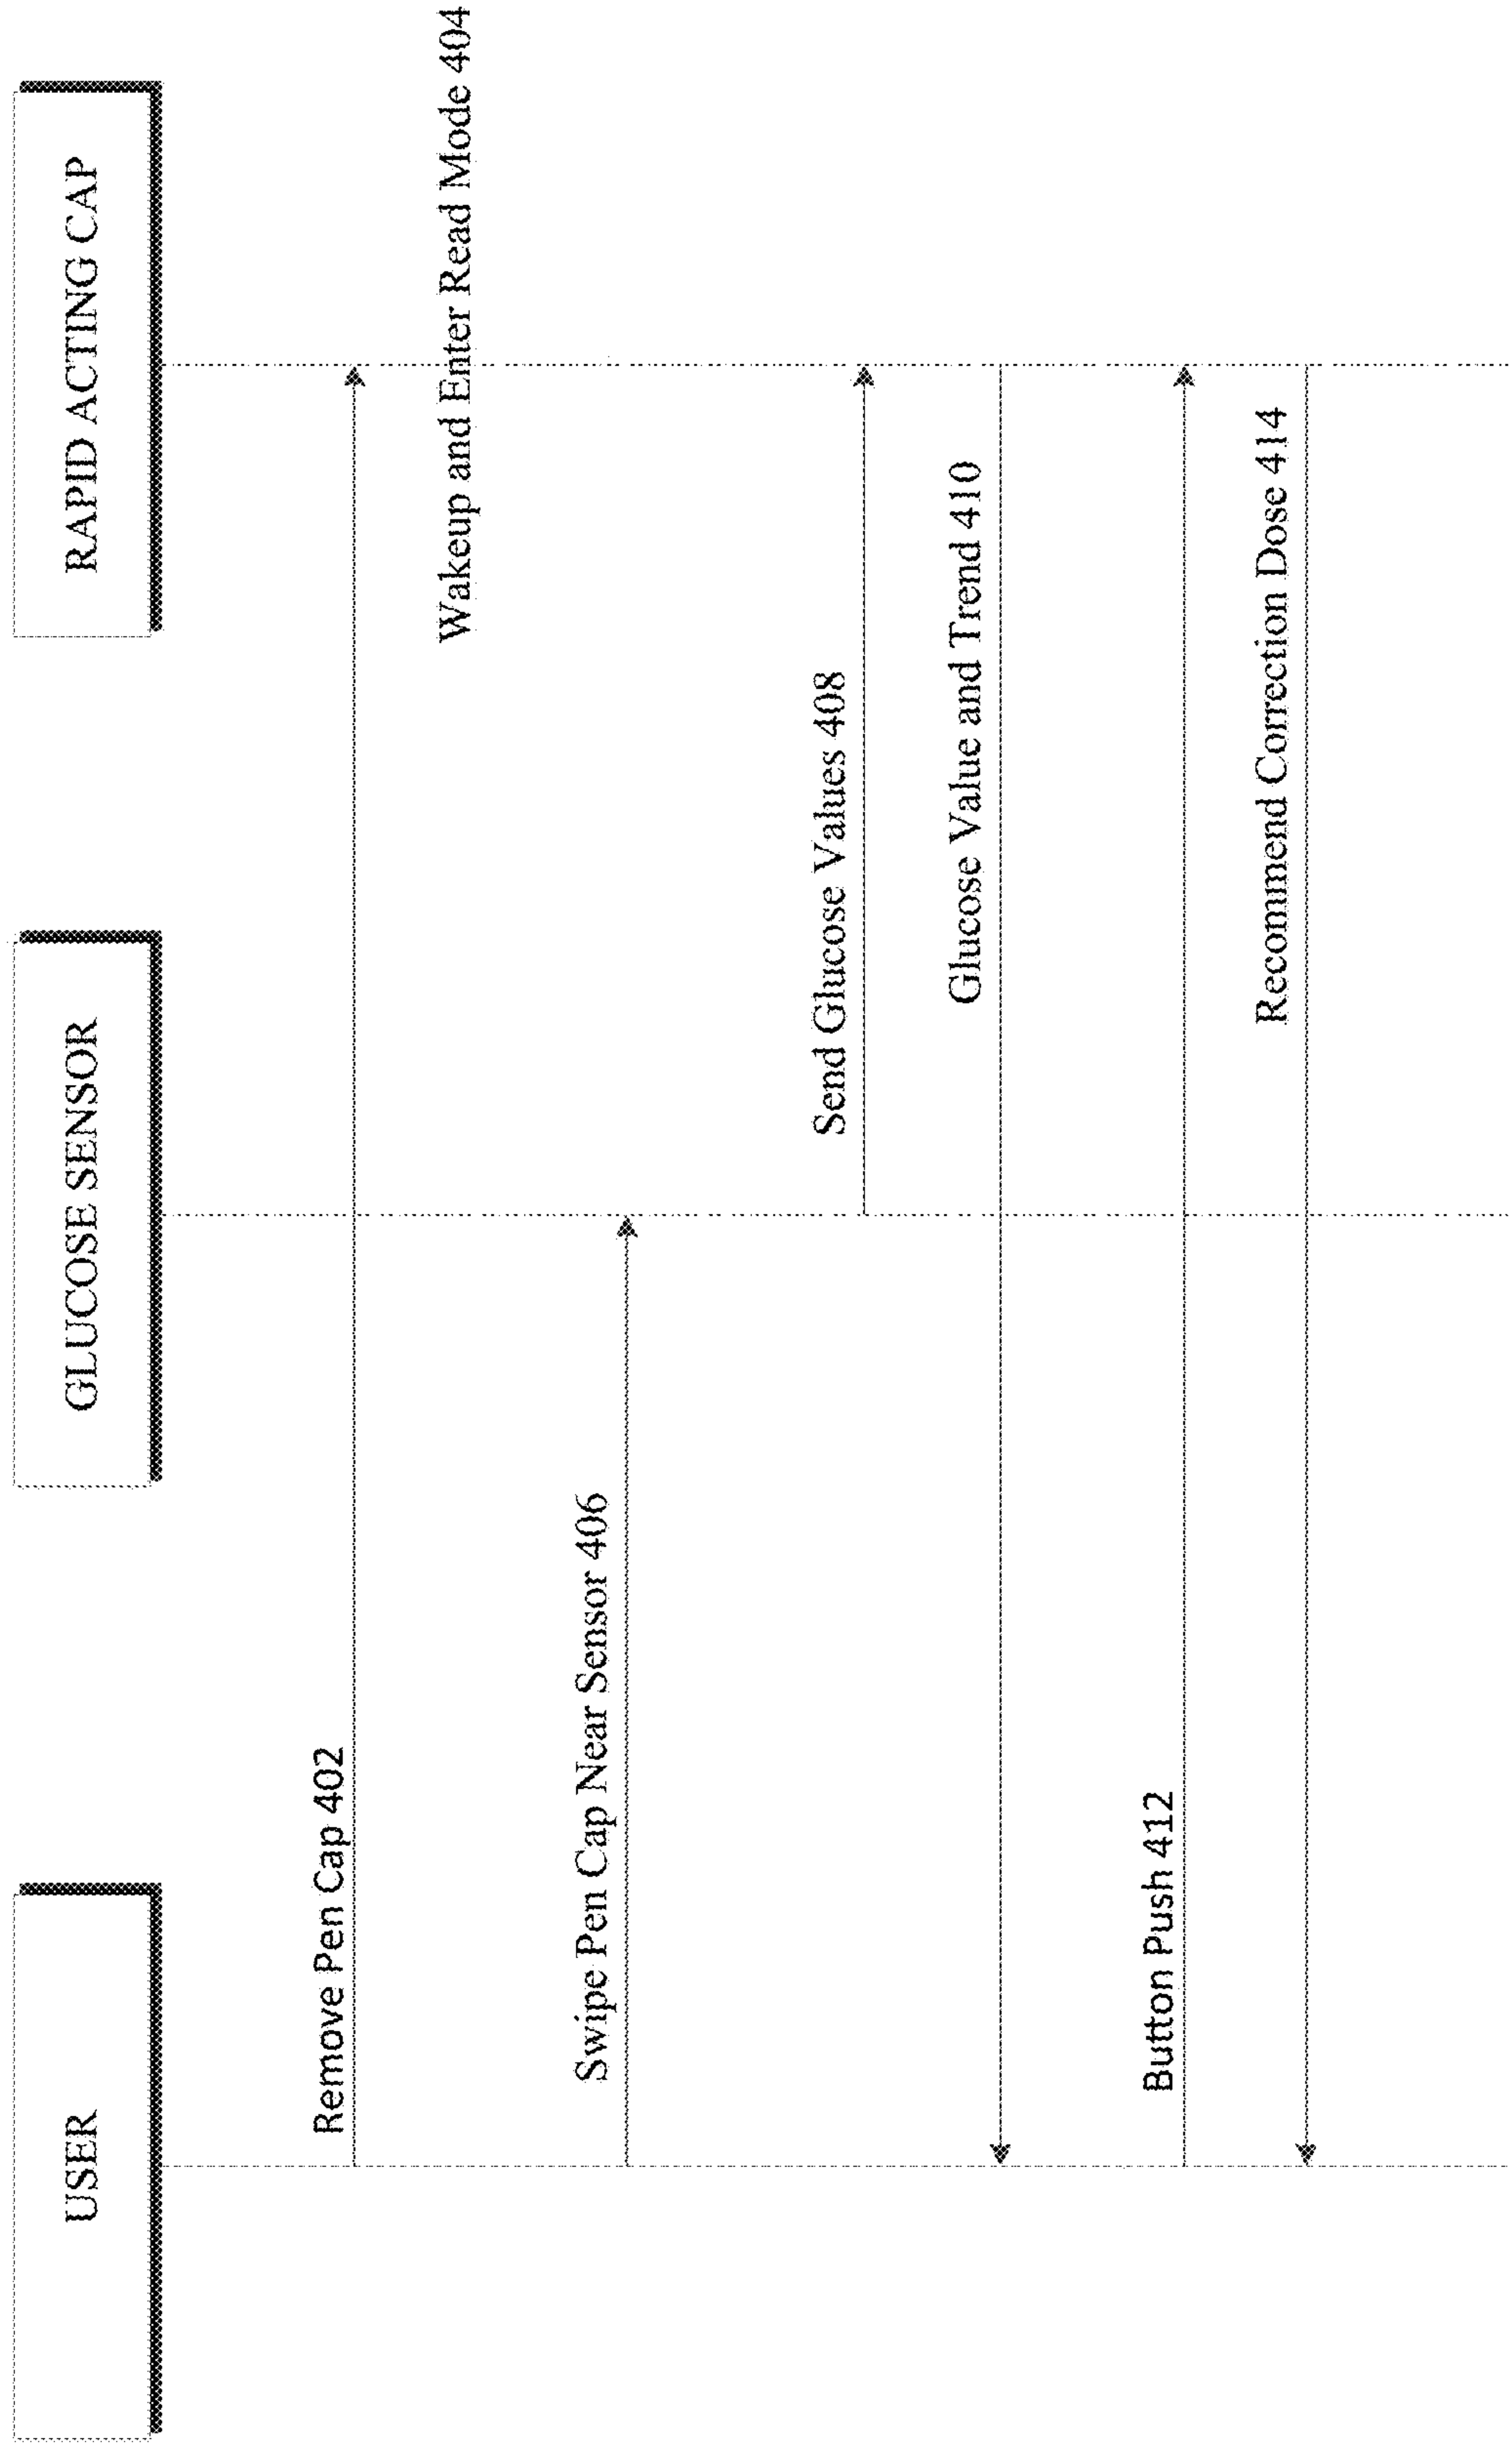 USER
GLUCOSE SENSOR
RAPID ACTING CAP
Remove Pen Cap 402
Wakeup and Enter Read Mode 404
Swipe Pen Cap Near Sensor 406
Send Glucose Values 408
Glucose Value and Trend 410
Button Push 412
Recommend Correction Dose 414